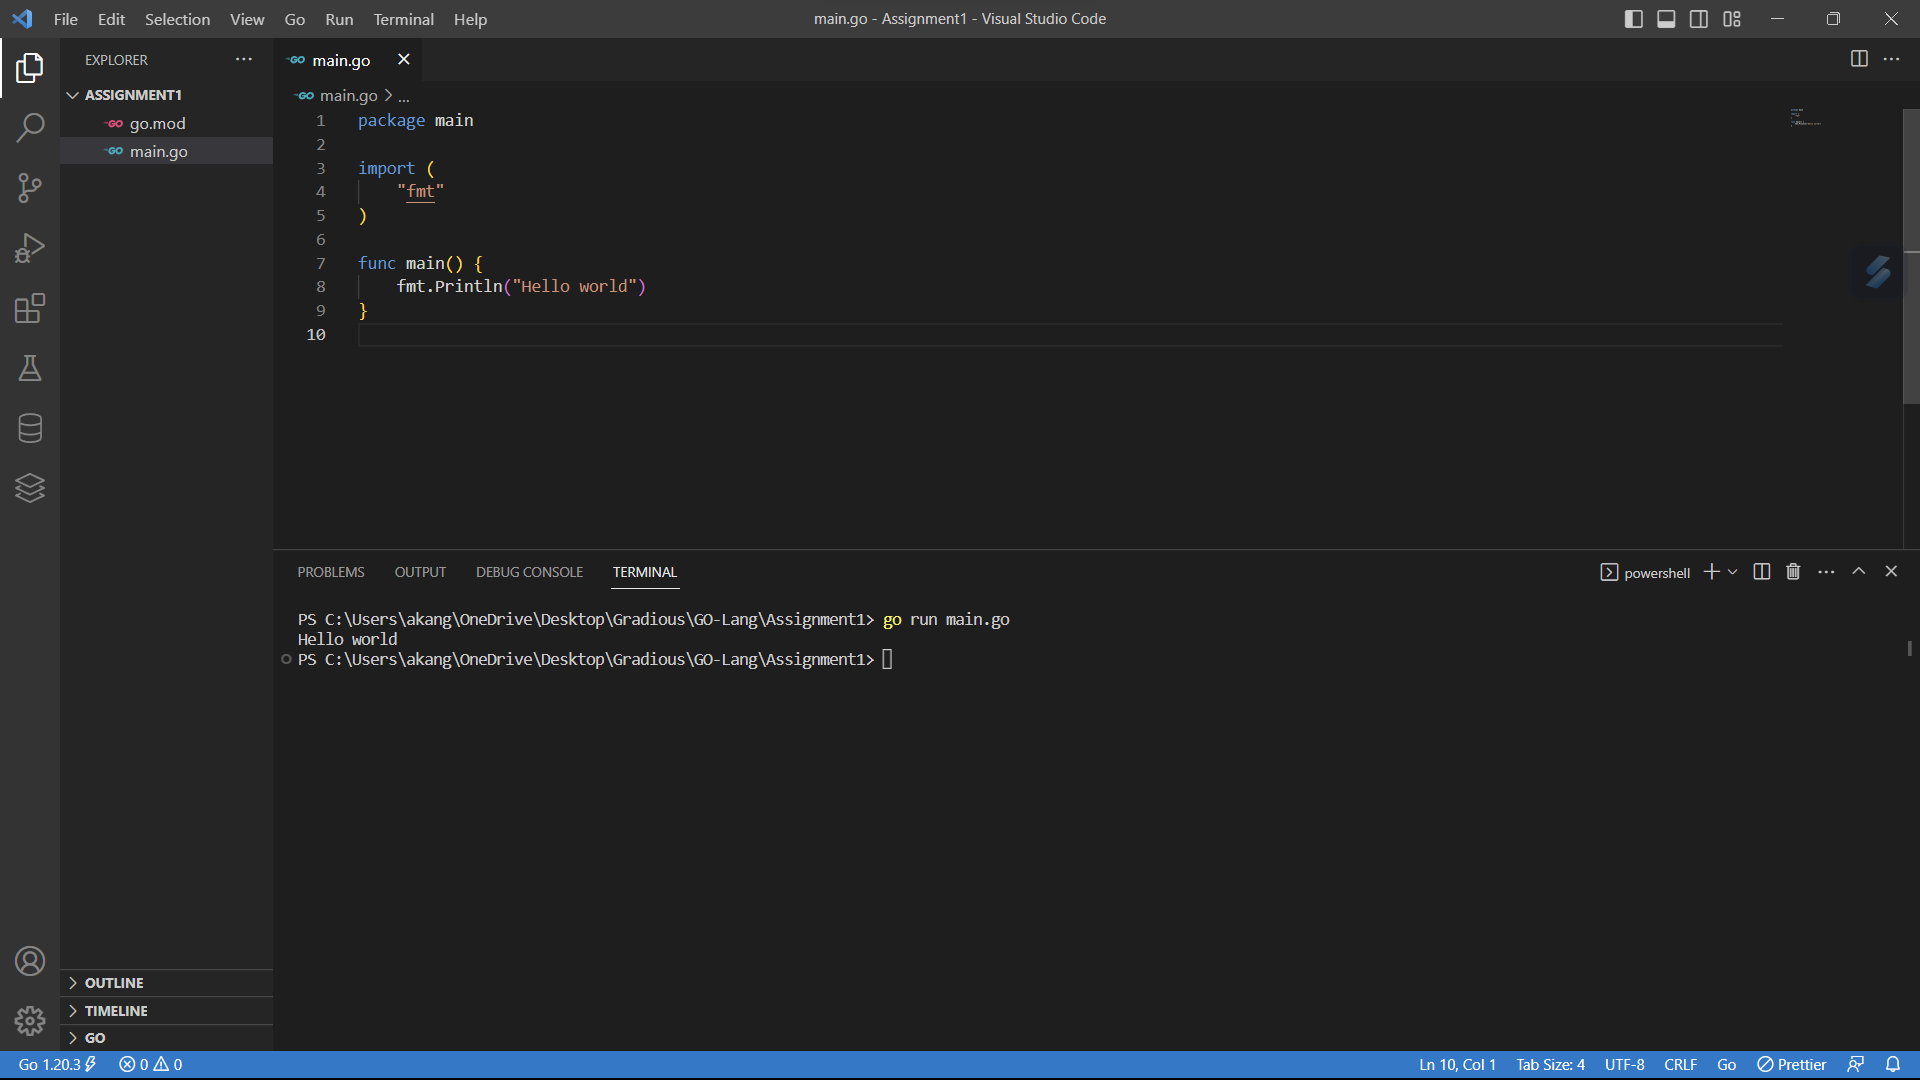 File Edit Selection View Go Run Terminal Help
main.go - Assignment1 - Visual Studio Code
EXPLORER
ASSIGNMENT1
GO go.mod
GO main.go
OUTLINE
TIMELINE
GO
GO main.go
GO main.go > ...
1 package main
2
3 import (
4 "fmt"
5 )
6
7 func main() {
8 fmt.Println("Hello world")
9 }
10
PROBLEMS OUTPUT DEBUG CONSOLE TERMINAL
powershell
PS C:\Users\akang\OneDrive\Desktop\Gradious\GO-Lang\Assignment1> go run main.go
Hello world
PS C:\Users\akang\OneDrive\Desktop\Gradious\GO-Lang\Assignment1>
Go 1.20.3 0 0 Ln 10, Col 1 Tab Size: 4 UTF-8 CRLF Go Prettier